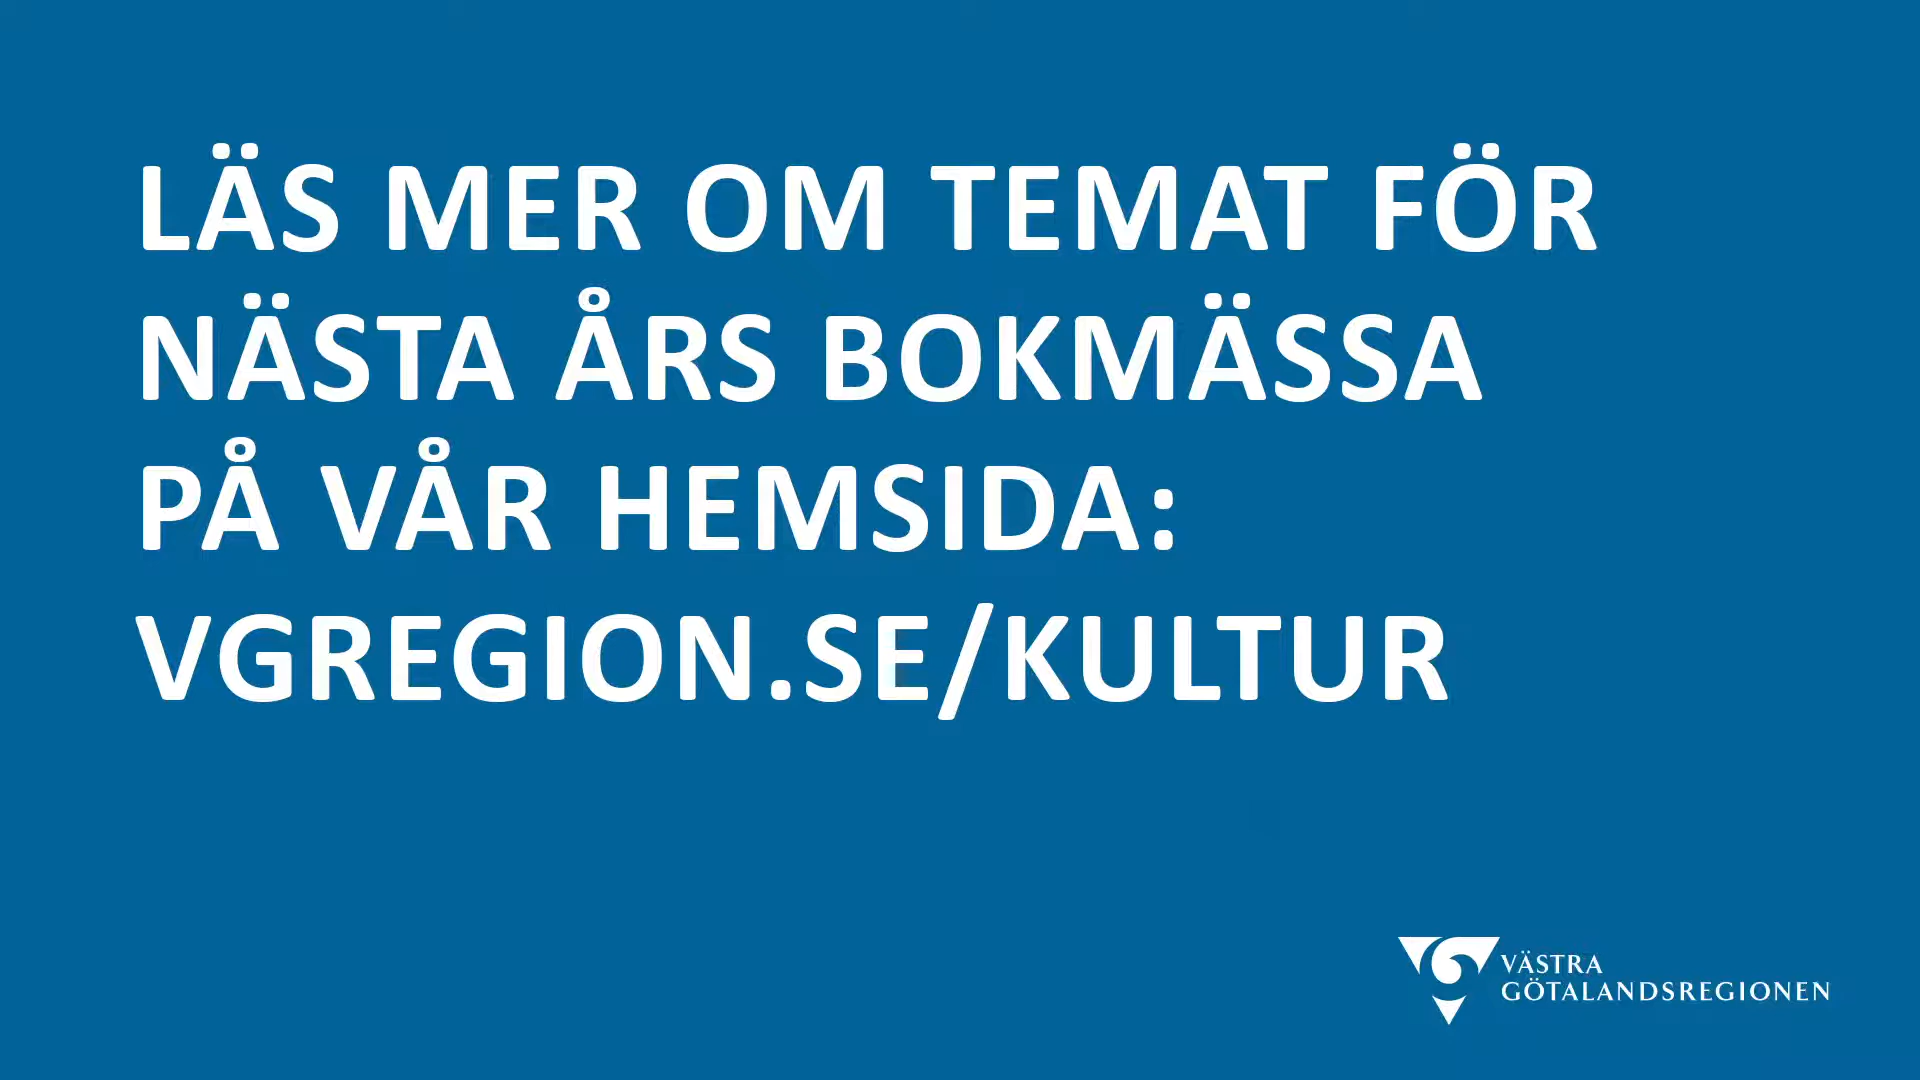 LÄS MER OM TEMAT FÖR
NÄSTA ÅRS BOKMÄSSA
PÅ VÅR HEMSIDA:
VGREGION.SE/KULTUR
VÄSTRA
GÖTALANDSREGIONEN